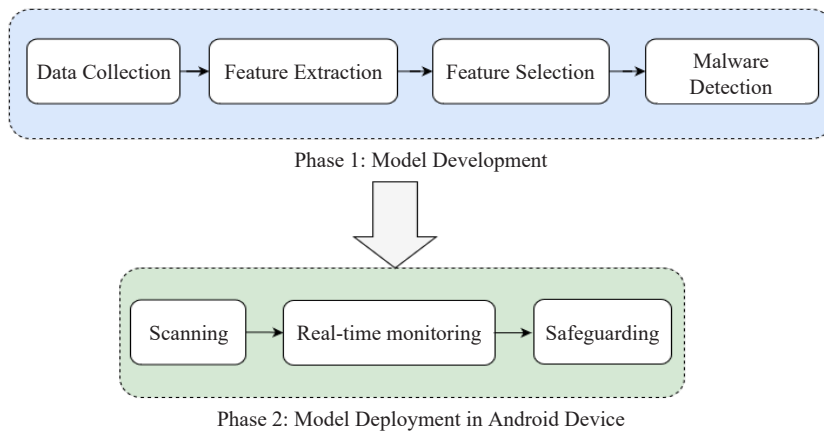 Data Collection
Feature Extraction
Feature Selection
Malware
Detection
Phase 1: Model Development
Scanning
Real-time monitoring
Safeguarding
Phase 2: Model Deployment in Android Device